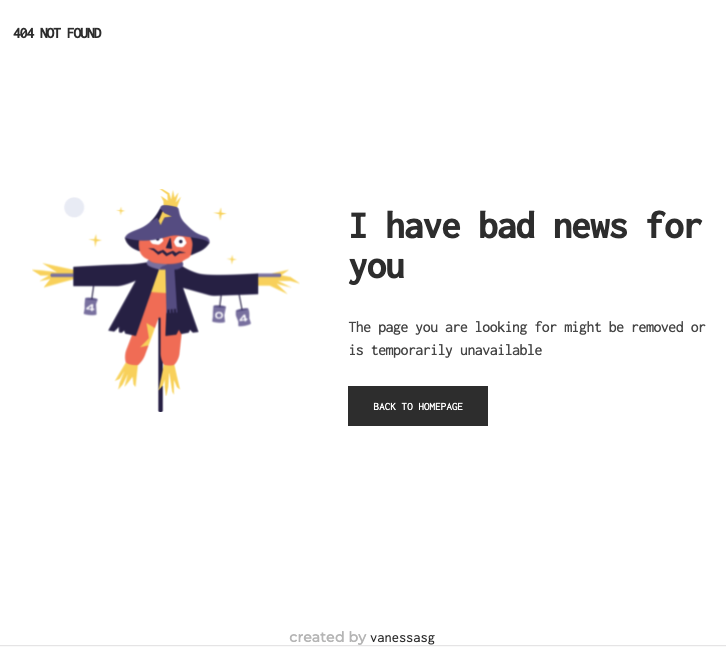 404 NOT FOUND
4
0
4
I have bad news for
you
The page you are looking for might be removed or
is temporarily unavailable
BACK TO HOMEPAGE
created by vanessasg